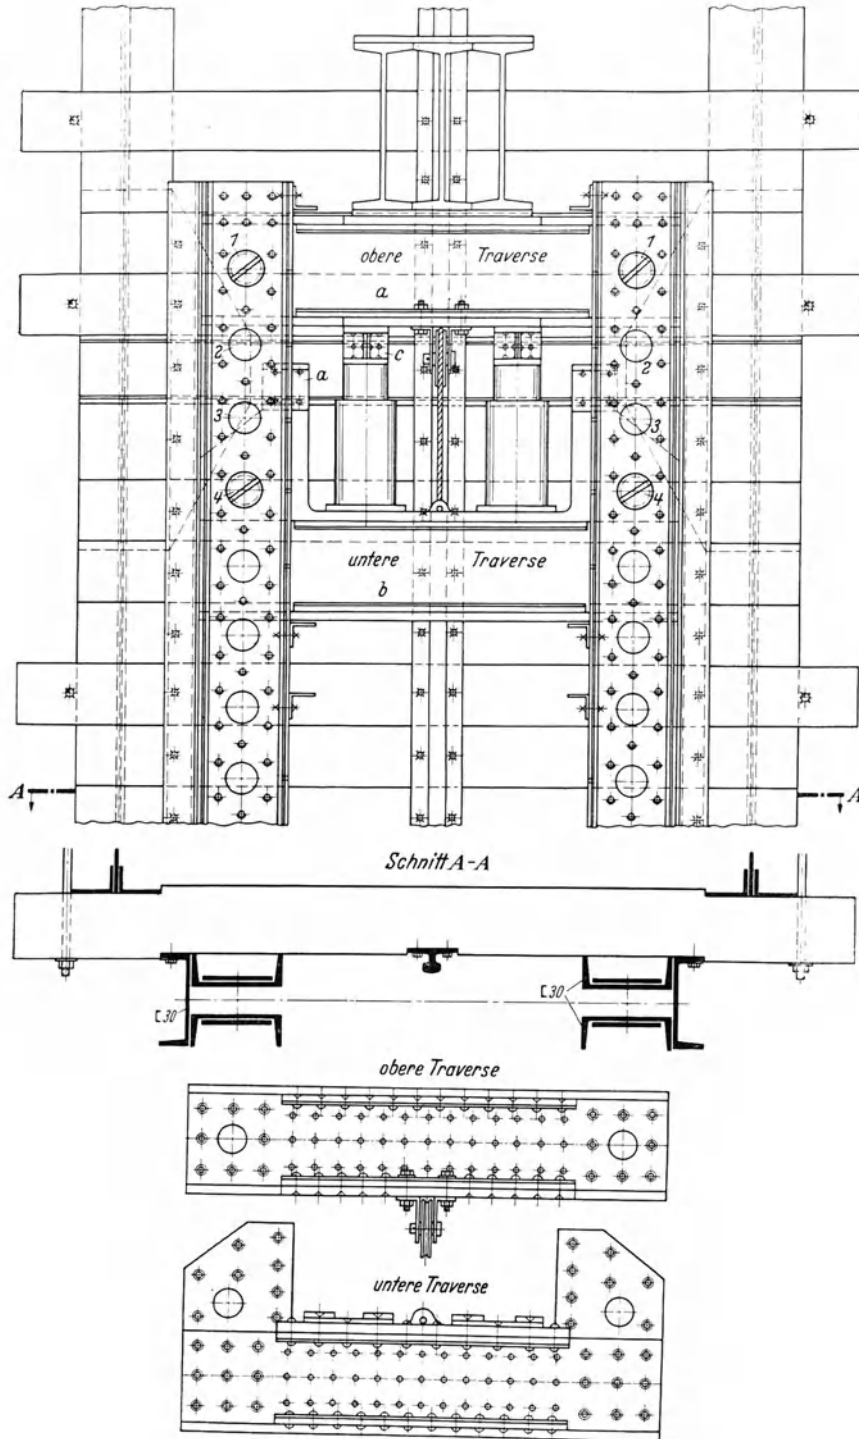 1 1
obere Traverse
a
2 c 2
a
3 3
4 4
untere Traverse
b
A A
Schnitt A-A
[30 [30
obere Traverse
untere Traverse